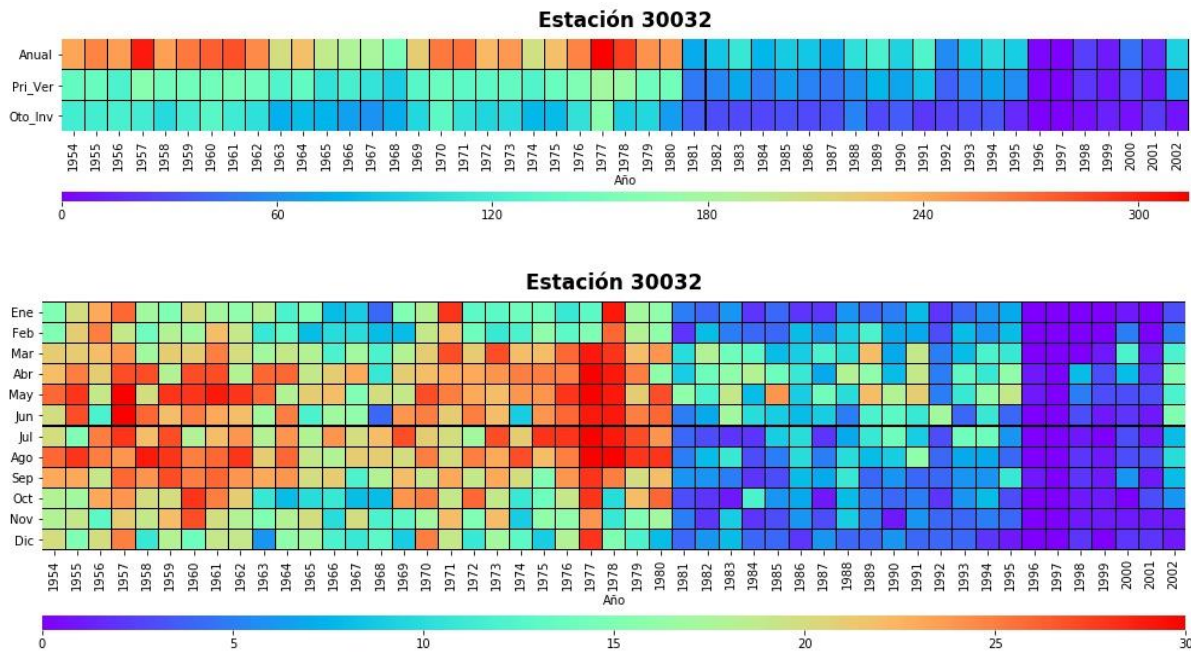 Estación 30032
Anual
Pri_Ver
Oto_Inv
1954 1955 1956 1957 1958 1959 1960 1961 1962 1963 1964 1965 1966 1967 1968 1969 1970 1971 1972 1973 1974 1975 1976 1977 1978 1979 1980 1981 1982 1983 1984 1985 1986 1987 1988 1989 1990 1991 1992 1993 1994 1995 1996 1997 1998 1999 2000 2001 2002
Año
0 60 120 180 240 300
Estación 30032
Ene
Feb
Mar
Abr
May
Jun
Jul
Ago
Sep
Oct
Nov
Dic
1954 1955 1956 1957 1958 1959 1960 1961 1962 1963 1964 1965 1966 1967 1968 1969 1970 1971 1972 1973 1974 1975 1976 1977 1978 1979 1980 1981 1982 1983 1984 1985 1986 1987 1988 1989 1990 1991 1992 1993 1994 1995 1996 1997 1998 1999 2000 2001 2002
Año
0 5 10 15 20 25 30